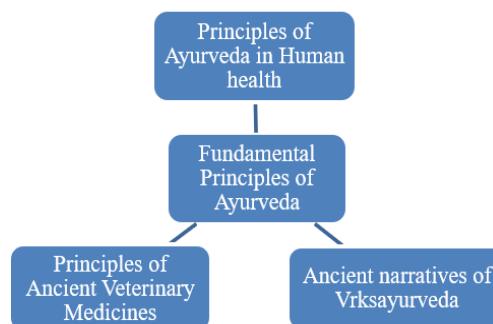 Principles of
Ayurveda in Human
health
Fundamental
Principles of
Ayurveda
Principles of
Ancient Veterinary
Medicines
Ancient narratives of
Vrksayurveda